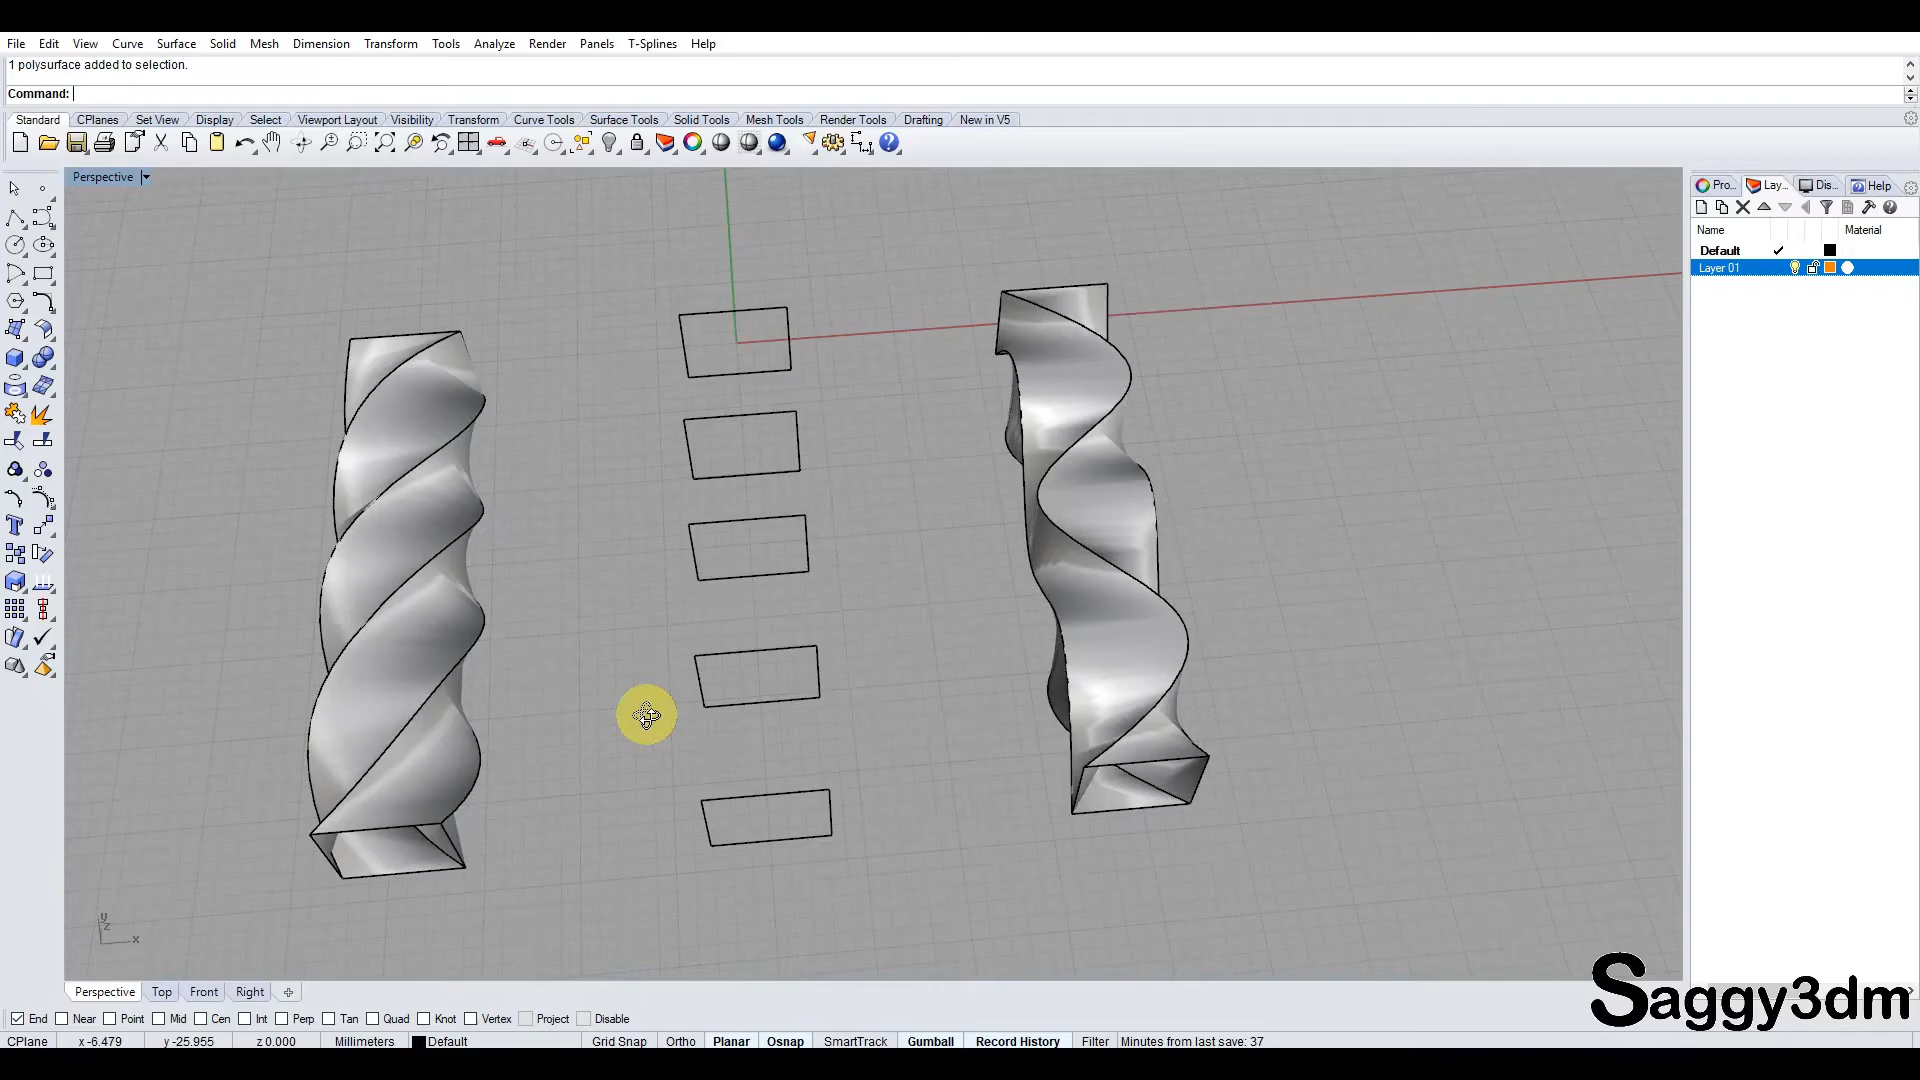 File Edit View Curve Surface Solid Mesh Dimension Transform Tools Analyze Render Panels T-Splines Help
1 polysurface added to selection.
Command:
Standard CPlanes Set View Display Select Viewport Layout Visibility Transform Curve Tools Surface Tools Solid Tools Mesh Tools Render Tools Drafting New in V5
Perspective
Pro... Lay... Dis... Help
Name Material
Default
Layer 01
y
z
x
Perspective Top Front Right
Saggy3dm
End Near Point Mid Cen Int Perp Tan Quad Knot Vertex Project Disable
CPlane x -6.479 y -25.955 z 0.000 Millimeters Default Grid Snap Ortho Planar Osnap SmartTrack Gumball Record History Filter Minutes from last save: 37